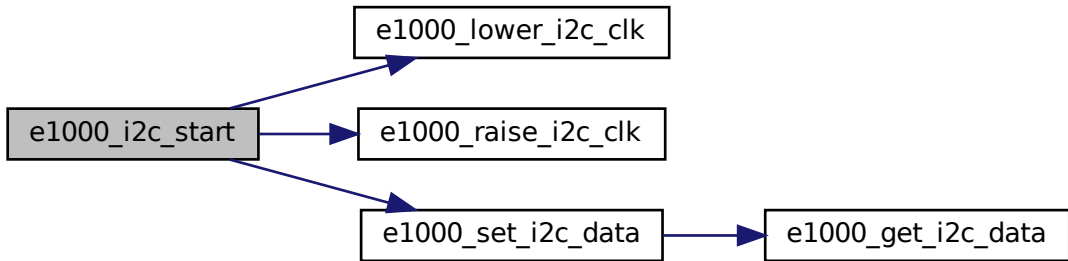 e1000_lower_i2c_clk
e1000_i2c_start
e1000_raise_i2c_clk
e1000_set_i2c_data
e1000_get_i2c_data